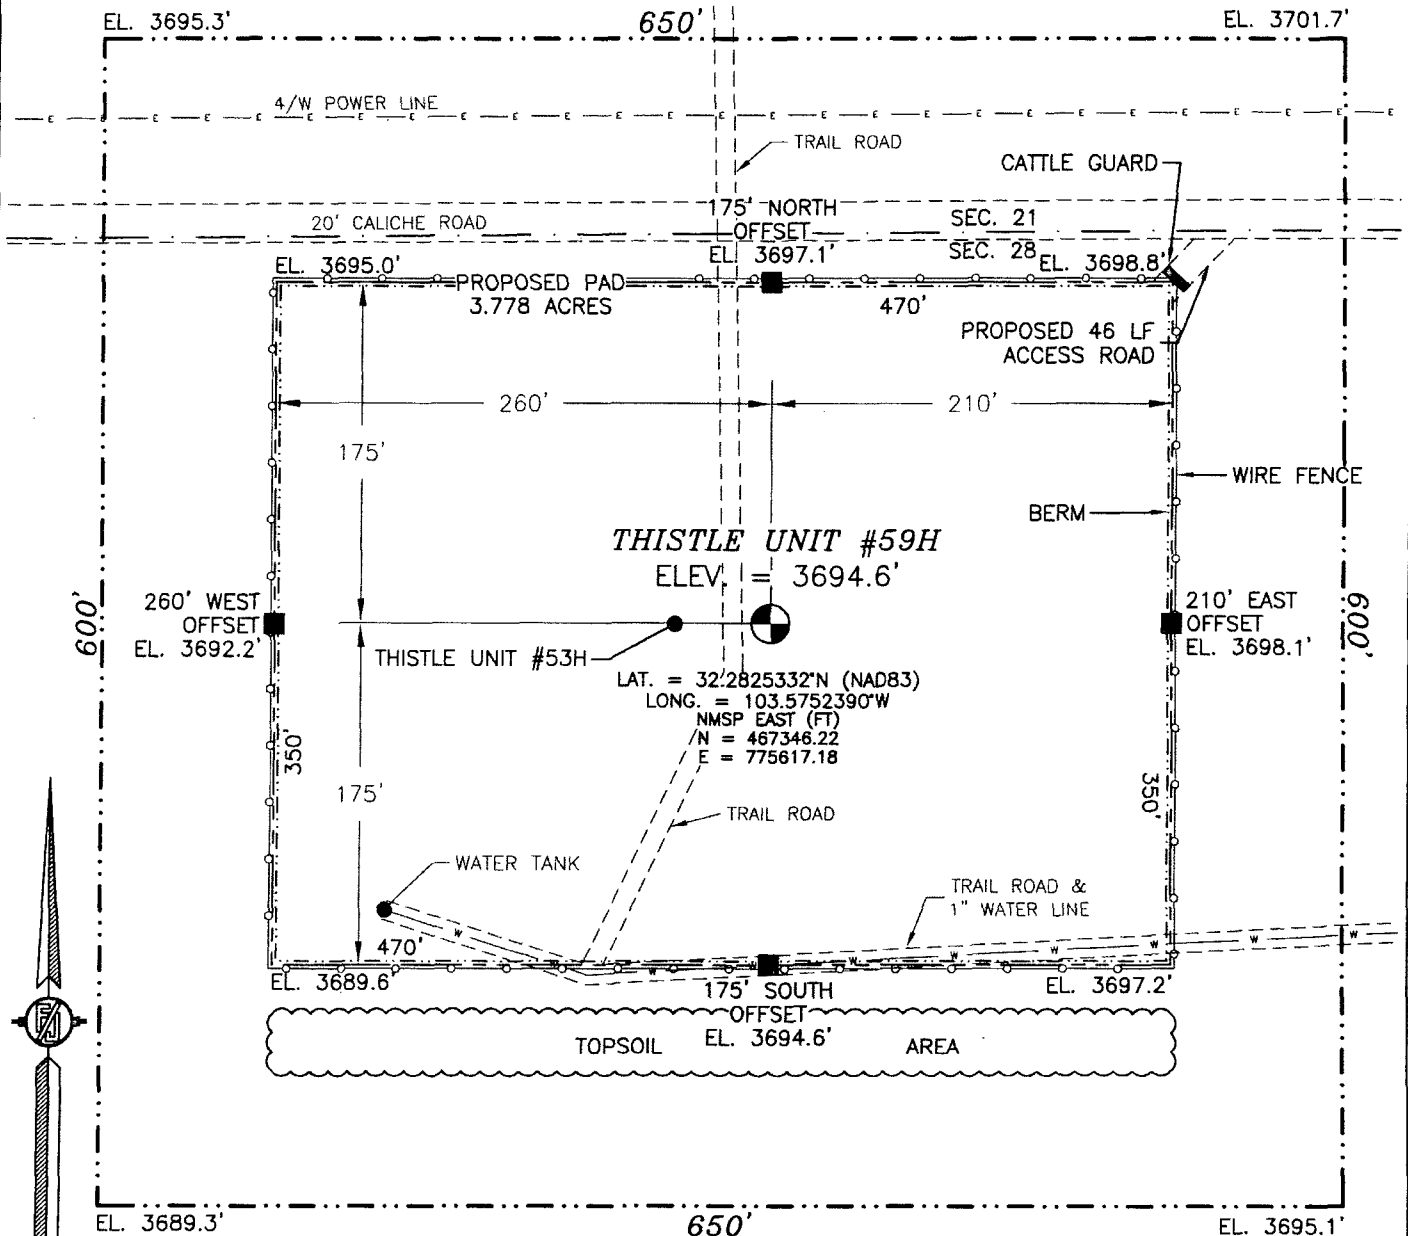 EL. 3695.3'
650'
EL. 3701.7'
4/W POWER LINE
TRAIL ROAD
CATTLE GUARD
20' CALICHE ROAD
175' NORTH
OFFSET
EL. 3697.1'
SEC. 21
SEC. 28
EL. 3695.0'
EL. 3698.8'
PROPOSED PAD
3.778 ACRES
470'
PROPOSED 46 LF
ACCESS ROAD
260'
210'
175'
WIRE FENCE
BERM
THISTLE UNIT #59H
ELEV. = 3694.6'
600'
260' WEST
OFFSET
EL. 3692.2'
210' EAST
OFFSET
EL. 3698.1'
600'
THISTLE UNIT #53H
LAT. = 32.2825332°N (NAD83)
LONG. = 103.5752390°W
NMSP EAST (FT)
N = 467346.22
E = 775617.18
350'
175'
350'
TRAIL ROAD
WATER TANK
TRAIL ROAD &
1" WATER LINE
470'
EL. 3689.6'
175' SOUTH
OFFSET
EL. 3694.6'
EL. 3697.2'
TOPSOIL AREA
EL. 3689.3'
650'
EL. 3695.1'